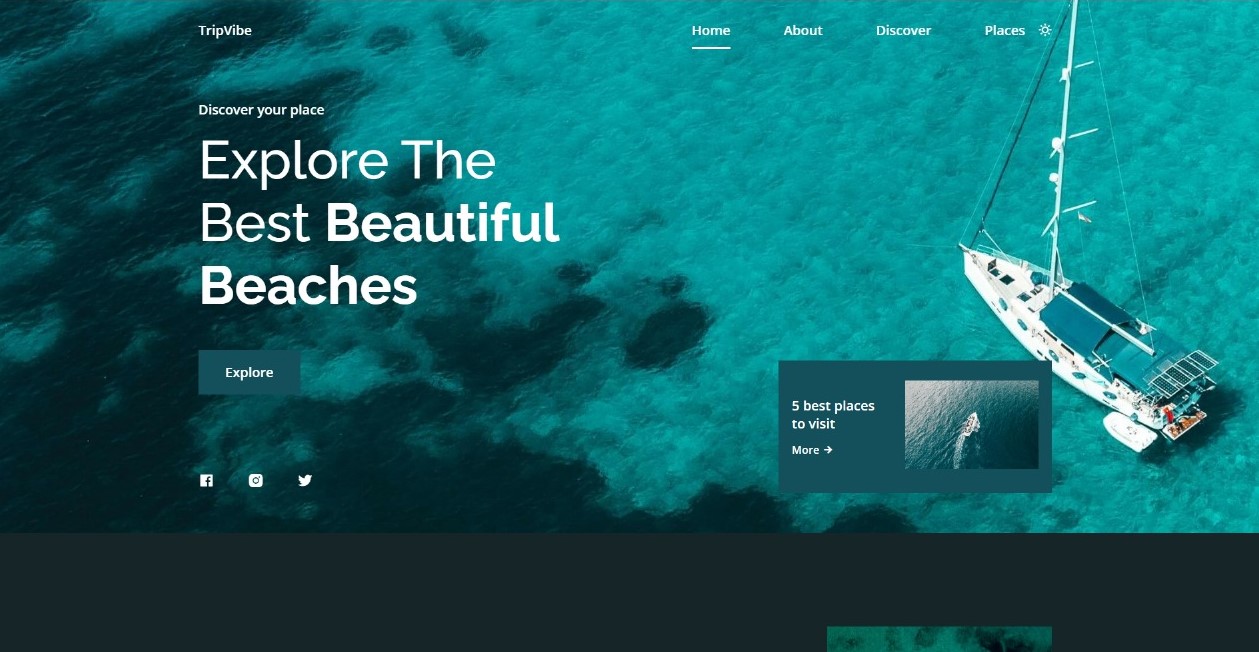 TripVibe
Home
About
Discover
Places
Discover your place
Explore The
Best Beautiful
Beaches
Explore
5 best places
to visit
More